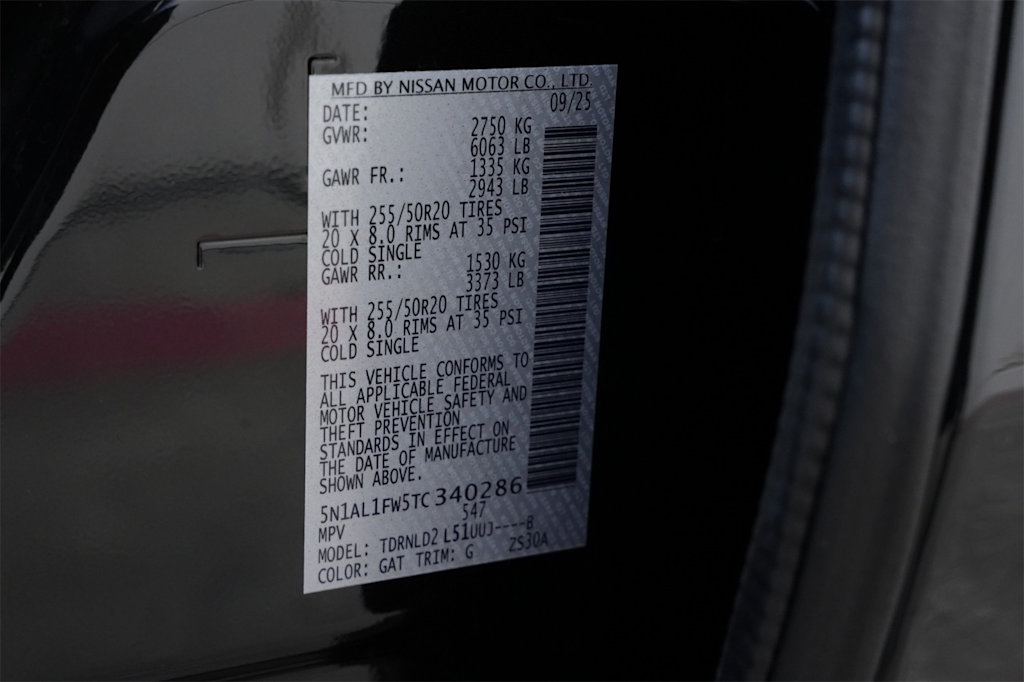 MFD BY NISSAN MOTOR CO., LTD.
DATE: 09/25
GVWR: 2750 KG
6063 LB
GAWR FR.: 1335 KG
2943 LB
WITH 255/50R20 TIRES
20 X 8.0 RIMS AT 35 PSI
COLD SINGLE
GAWR RR.: 1530 KG
3373 LB
WITH 255/50R20 TIRES
20 X 8.0 RIMS AT 35 PSI
COLD SINGLE
THIS VEHICLE CONFORMS TO
ALL APPLICABLE FEDERAL
MOTOR VEHICLE SAFETY AND
THEFT PREVENTION
STANDARDS IN EFFECT ON
THE DATE OF MANUFACTURE
SHOWN ABOVE.
5N1AL1FW5TC340286
MPV 547
MODEL: TDRNLD2 L51UUJ----B
COLOR: GAT TRIM: G ZS30A